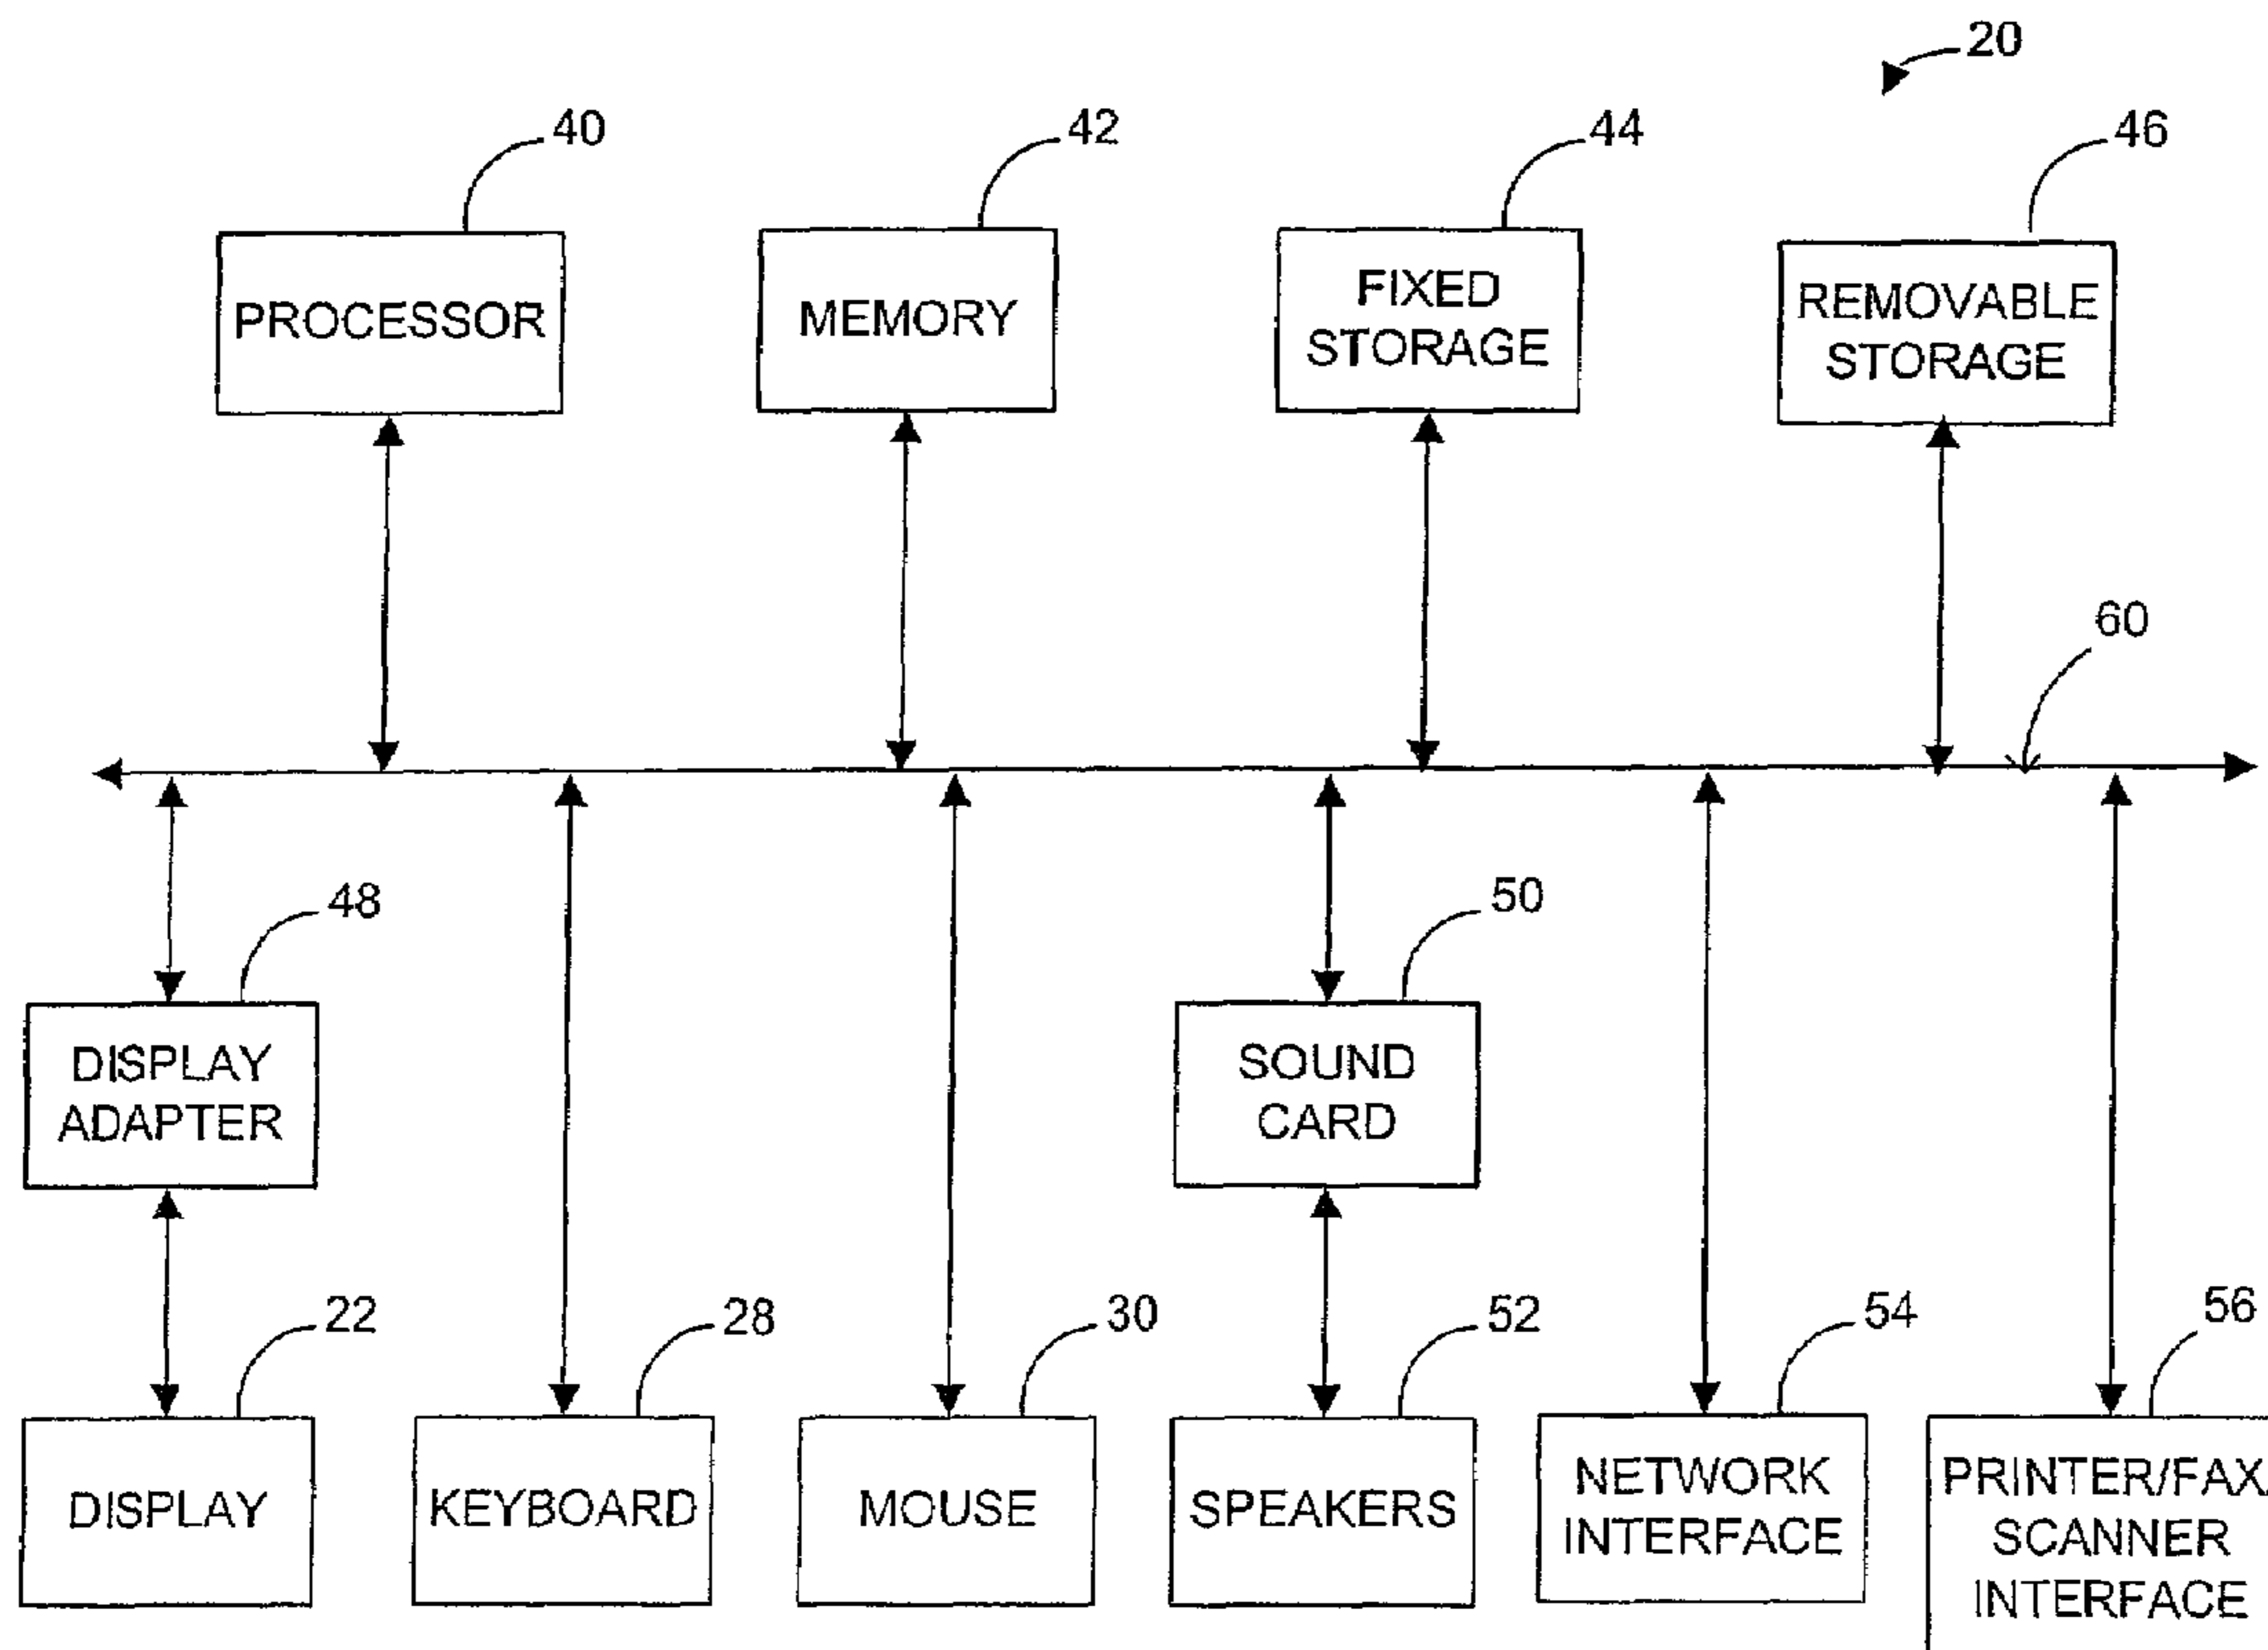 20
40
42
44
46
PROCESSOR
MEMORY
FIXED
STORAGE
REMOVABLE
STORAGE
60
48
50
DISPLAY
ADAPTER
SOUND
CARD
22
28
30
52
54
56
DISPLAY
KEYBOARD
MOUSE
SPEAKERS
NETWORK
INTERFACE
PRINTER/FAX
SCANNER
INTERFACE